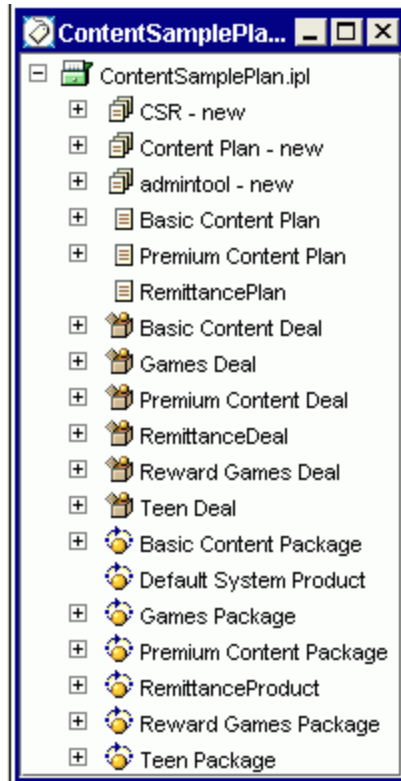 ContentSamplePla...
ContentSamplePlan.ipl
CSR - new
Content Plan - new
admintool - new
Basic Content Plan
Premium Content Plan
RemittancePlan
Basic Content Deal
Games Deal
Premium Content Deal
RemittanceDeal
Reward Games Deal
Teen Deal
Basic Content Package
Default System Product
Games Package
Premium Content Package
RemittanceProduct
Reward Games Package
Teen Package